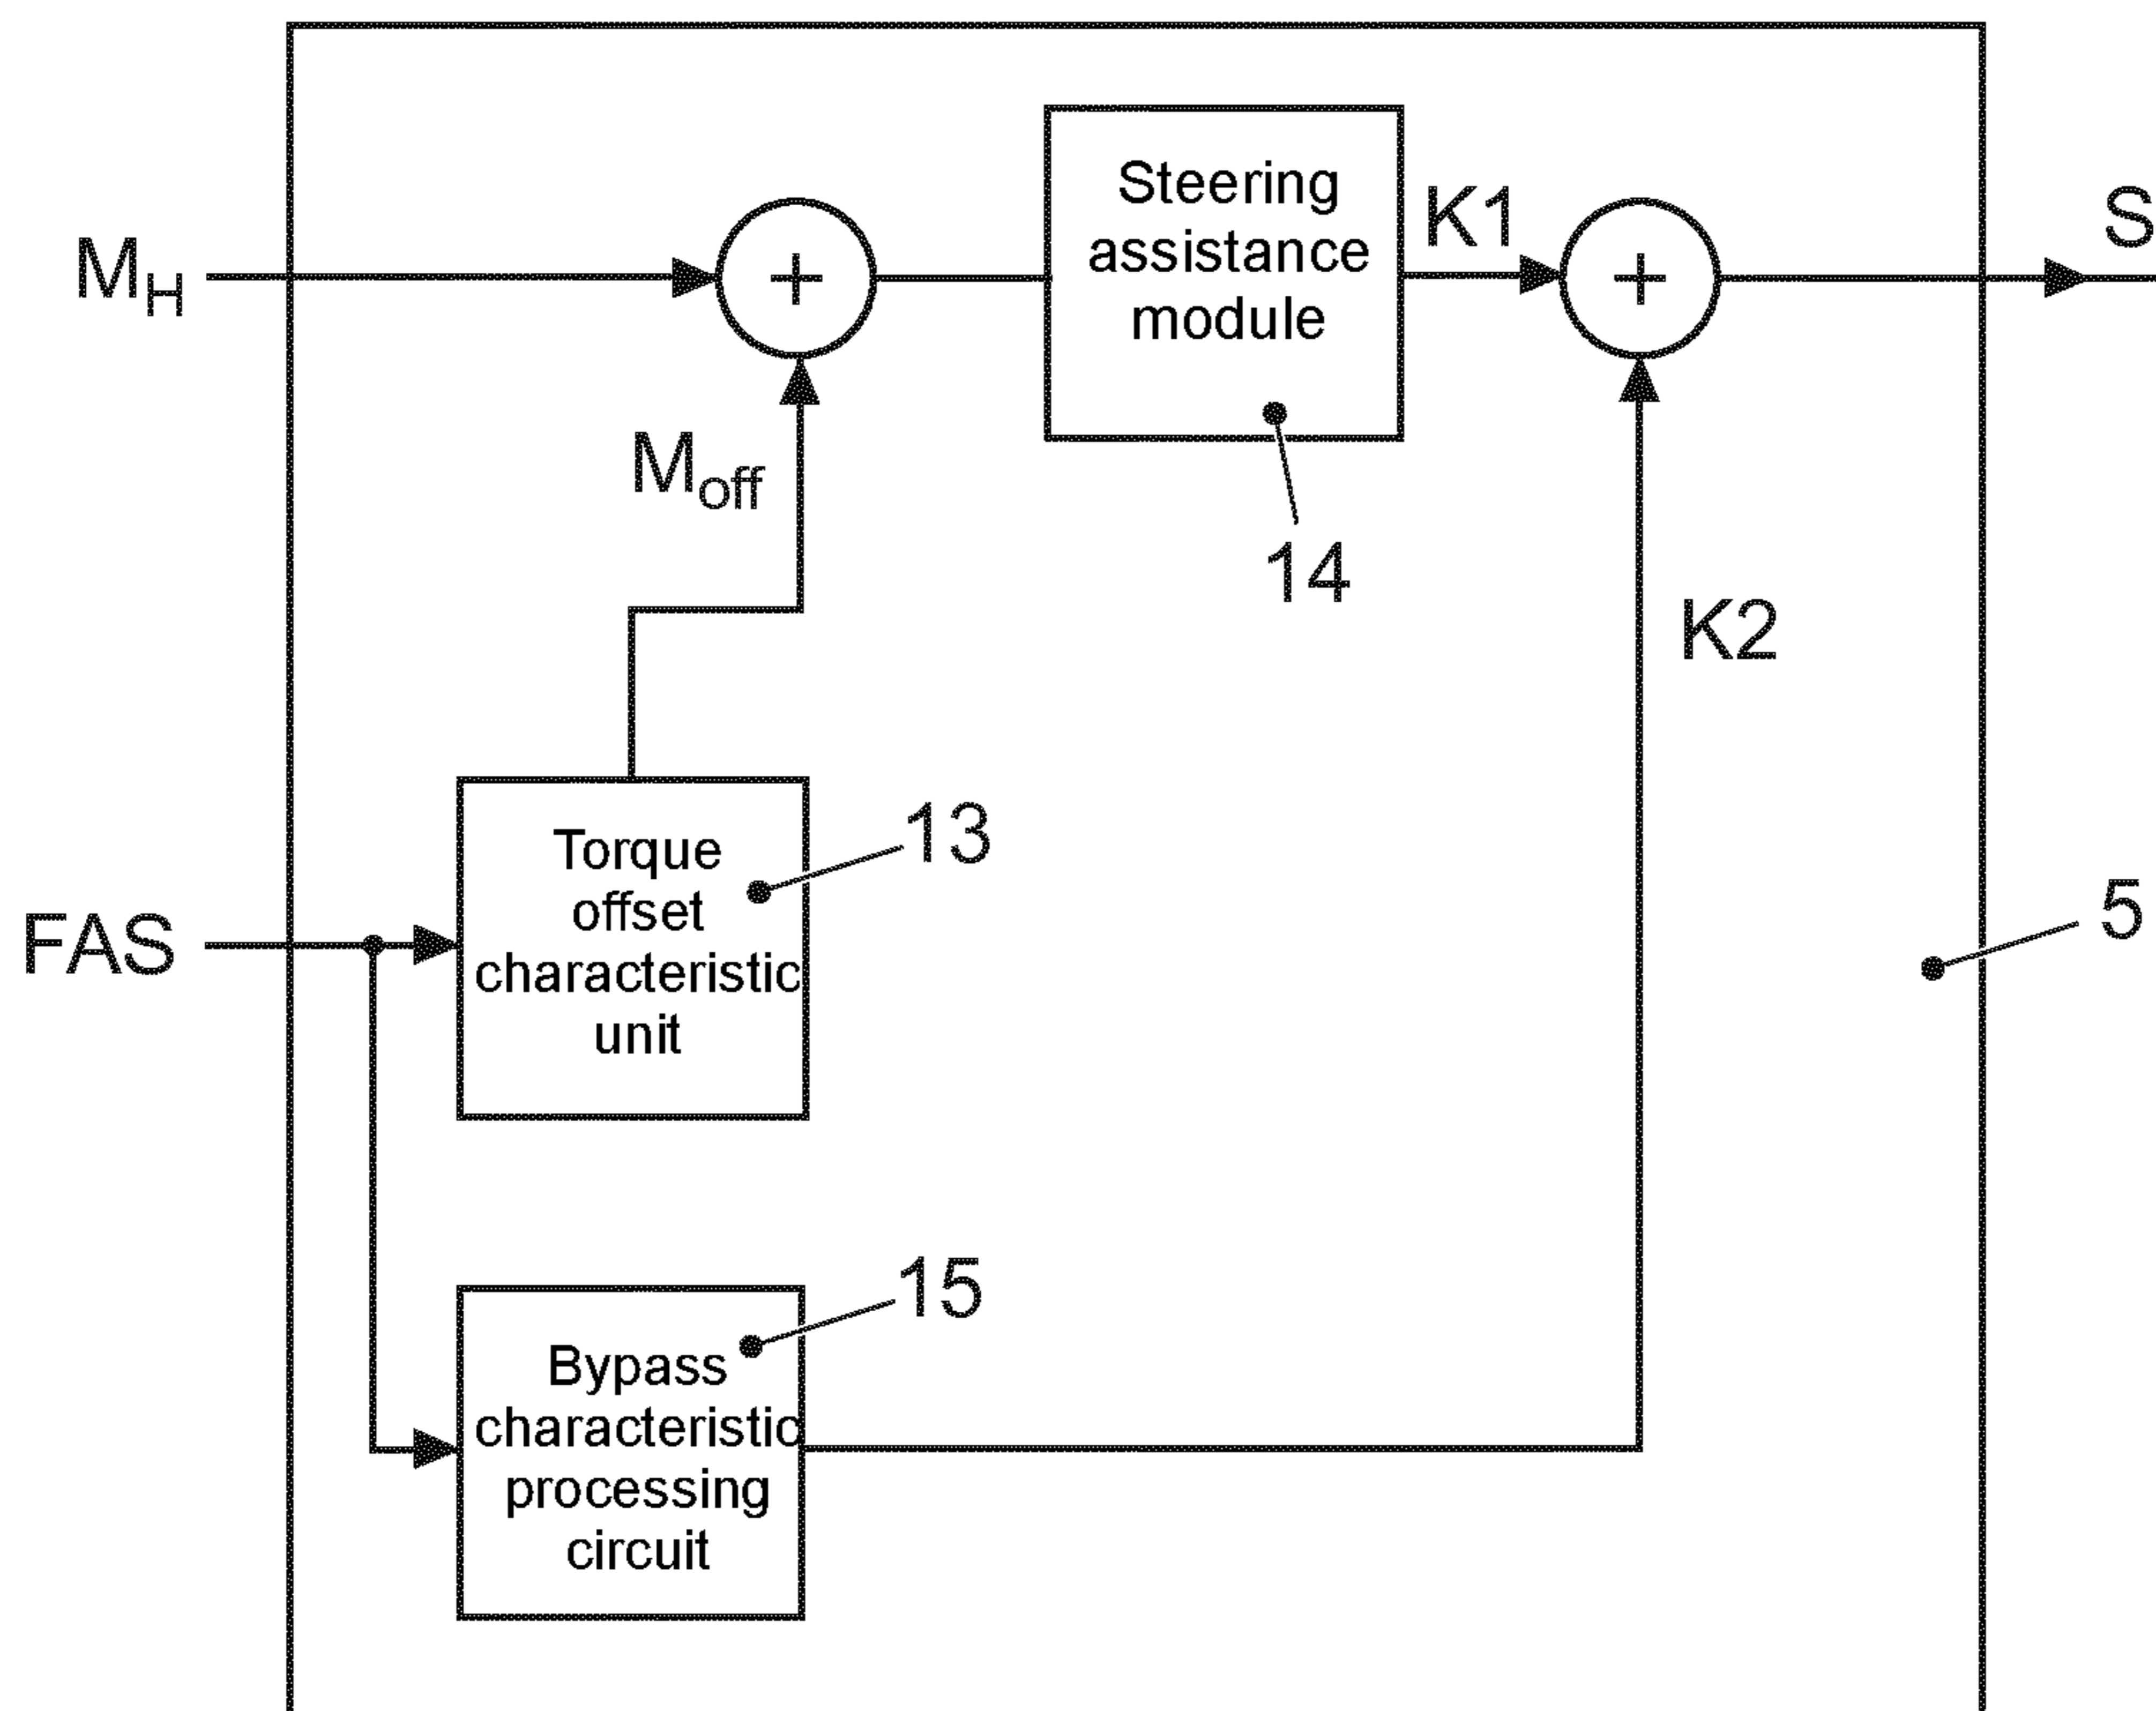 Steering
assistance
module
K1
S
M_H
+
+
M_off
14
K2
Torque
offset
characteristic
unit
13
FAS
5
15
Bypass
characteristic
processing
circuit